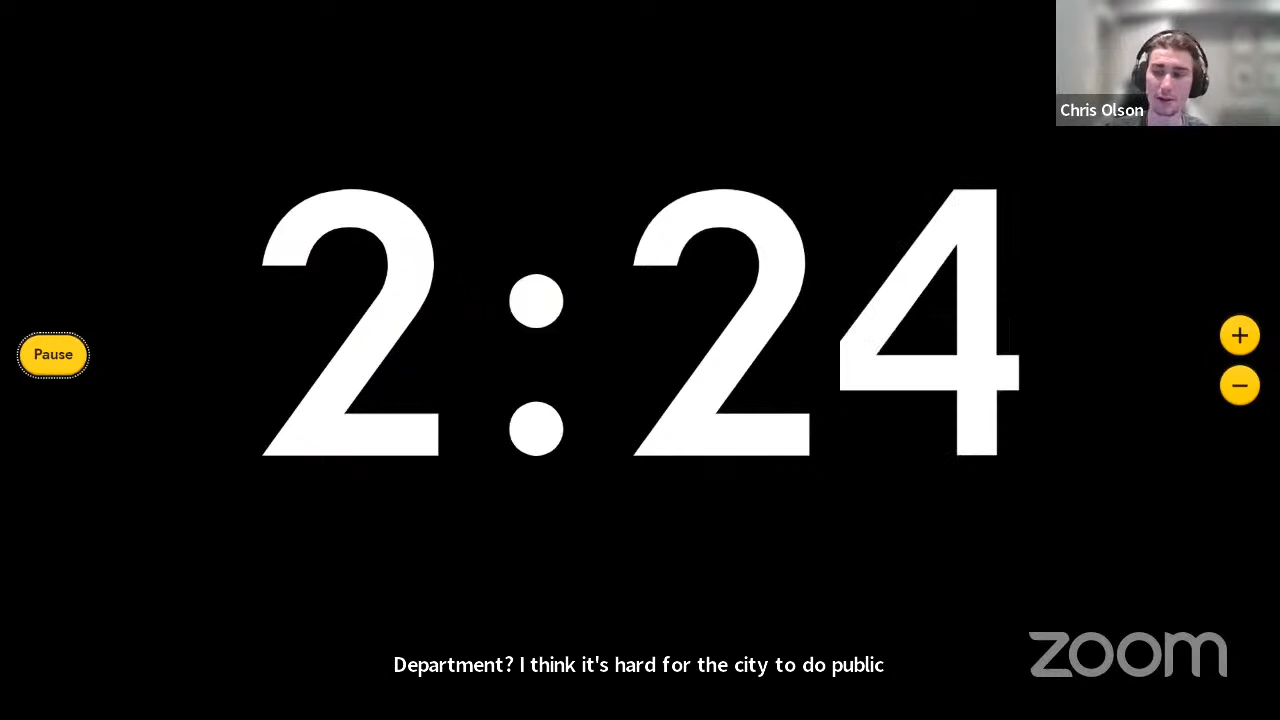 Chris Olson
2:24
Pause
+
−
Department? I think it's hard for the city to do public
zoom